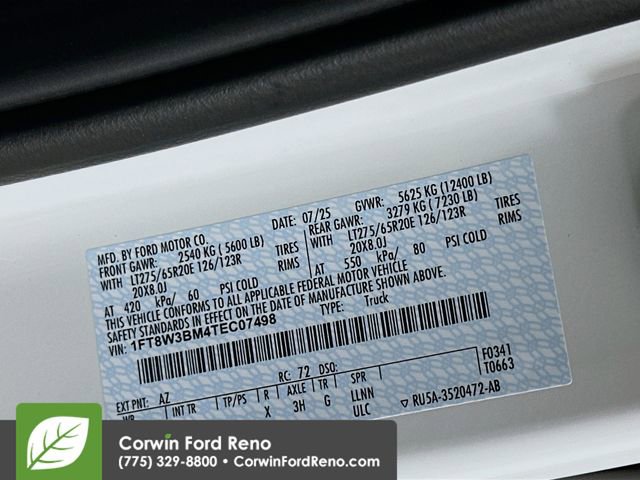 MFD. BY FORD MOTOR CO. DATE: 07/25 GVWR: 5625 KG (12400 LB)
FRONT GAWR: 2540 KG (5600 LB) REAR GAWR: 3279 KG (7230 LB)
WITH LT275/65R20E 126/123R TIRES WITH LT275/65R20E 126/123R TIRES
20X8.0J RIMS 20X8.0J RIMS
AT 420 kPa/ 60 PSI COLD AT 550 kPa/ 80 PSI COLD
THIS VEHICLE CONFORMS TO ALL APPLICABLE FEDERAL MOTOR VEHICLE
SAFETY STANDARDS IN EFFECT ON THE DATE OF MANUFACTURE SHOWN ABOVE.
VIN: 1FT8W3BM4TEC07498 TYPE: Truck
F0341
T0663
EXT PNT: AZ RC: 72 DSO:
WB INT TR TP/PS R AXLE TR SPR
X 3H G LLNN
ULC ▽ RU5A-3520472-AB
Corwin Ford Reno
(775) 329-8800 • CorwinFordReno.com